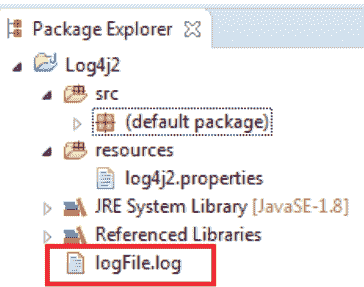 Package Explorer
Log4j2
src
(default package)
resources
log4j2.properties
JRE System Library [JavaSE-1.8]
Referenced Libraries
logFile.log